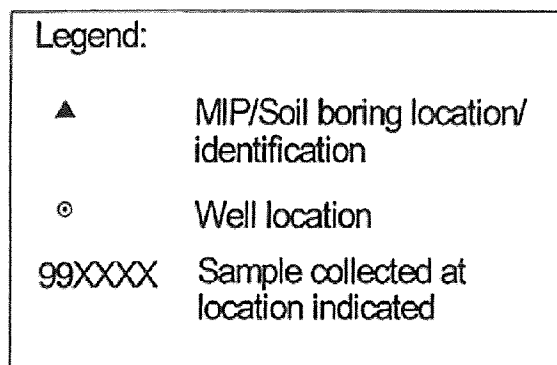 Legend:
MIP/Soil boring location/
identification
Well location
99XXXX Sample collected at
location indicated